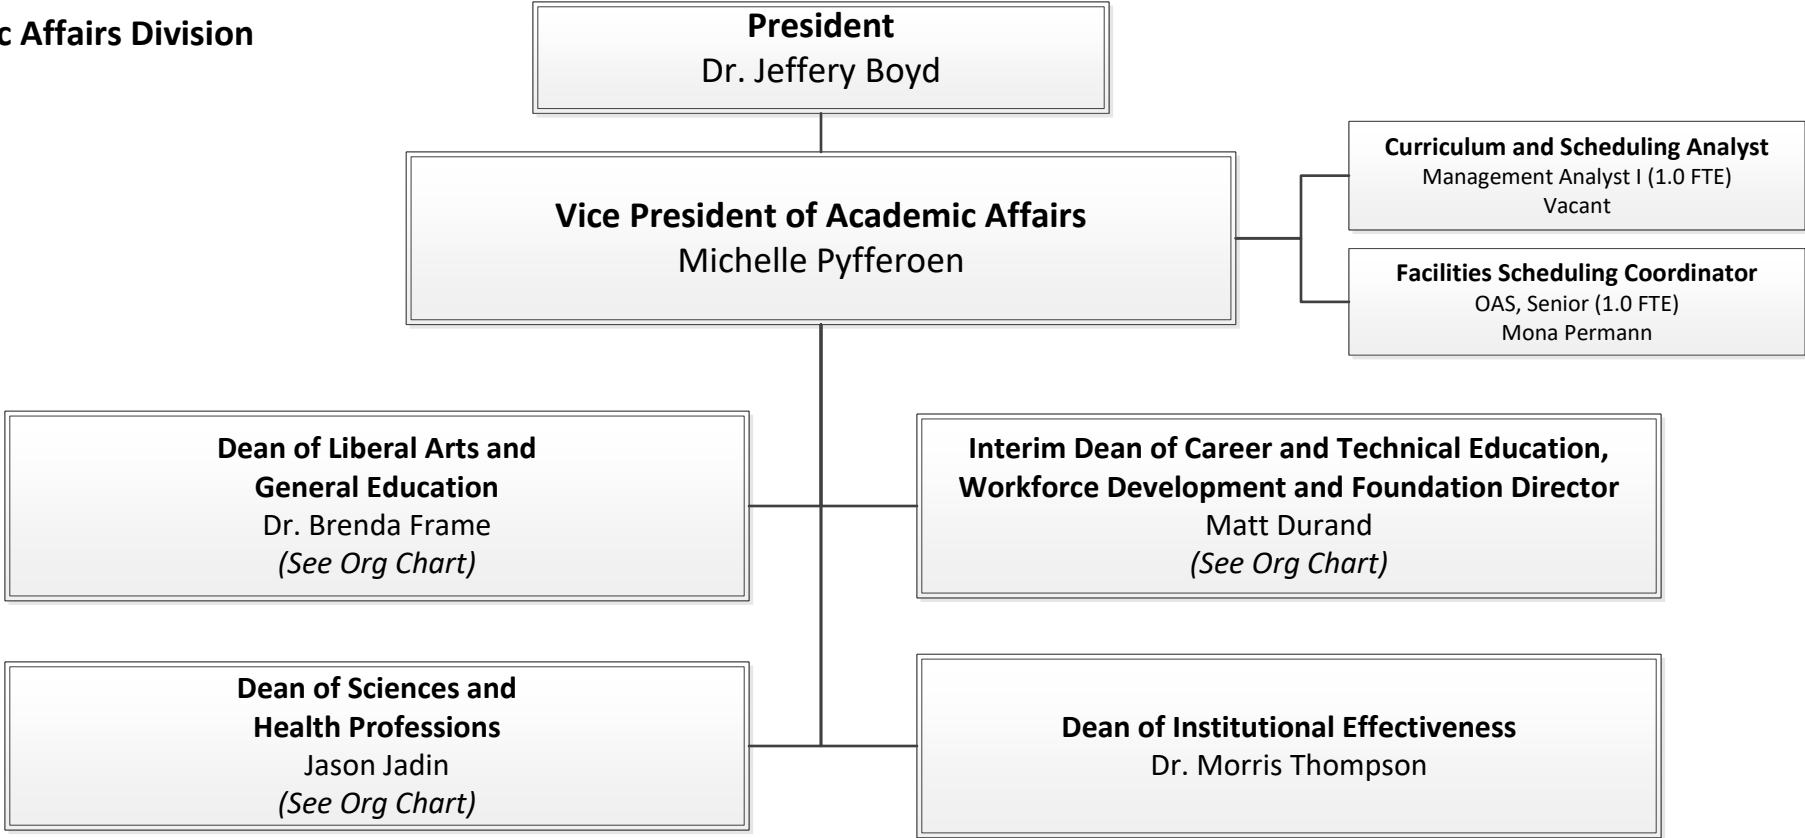 c Affairs Division
President
Dr. Jeffery Boyd
Vice President of Academic Affairs
Michelle Pyfferoen
Curriculum and Scheduling Analyst
Management Analyst I (1.0 FTE)
Vacant
Facilities Scheduling Coordinator
OAS, Senior (1.0 FTE)
Mona Permann
Dean of Liberal Arts and
General Education
Dr. Brenda Frame
(See Org Chart)
Interim Dean of Career and Technical Education,
Workforce Development and Foundation Director
Matt Durand
(See Org Chart)
Dean of Sciences and
Health Professions
Jason Jadin
(See Org Chart)
Dean of Institutional Effectiveness
Dr. Morris Thompson